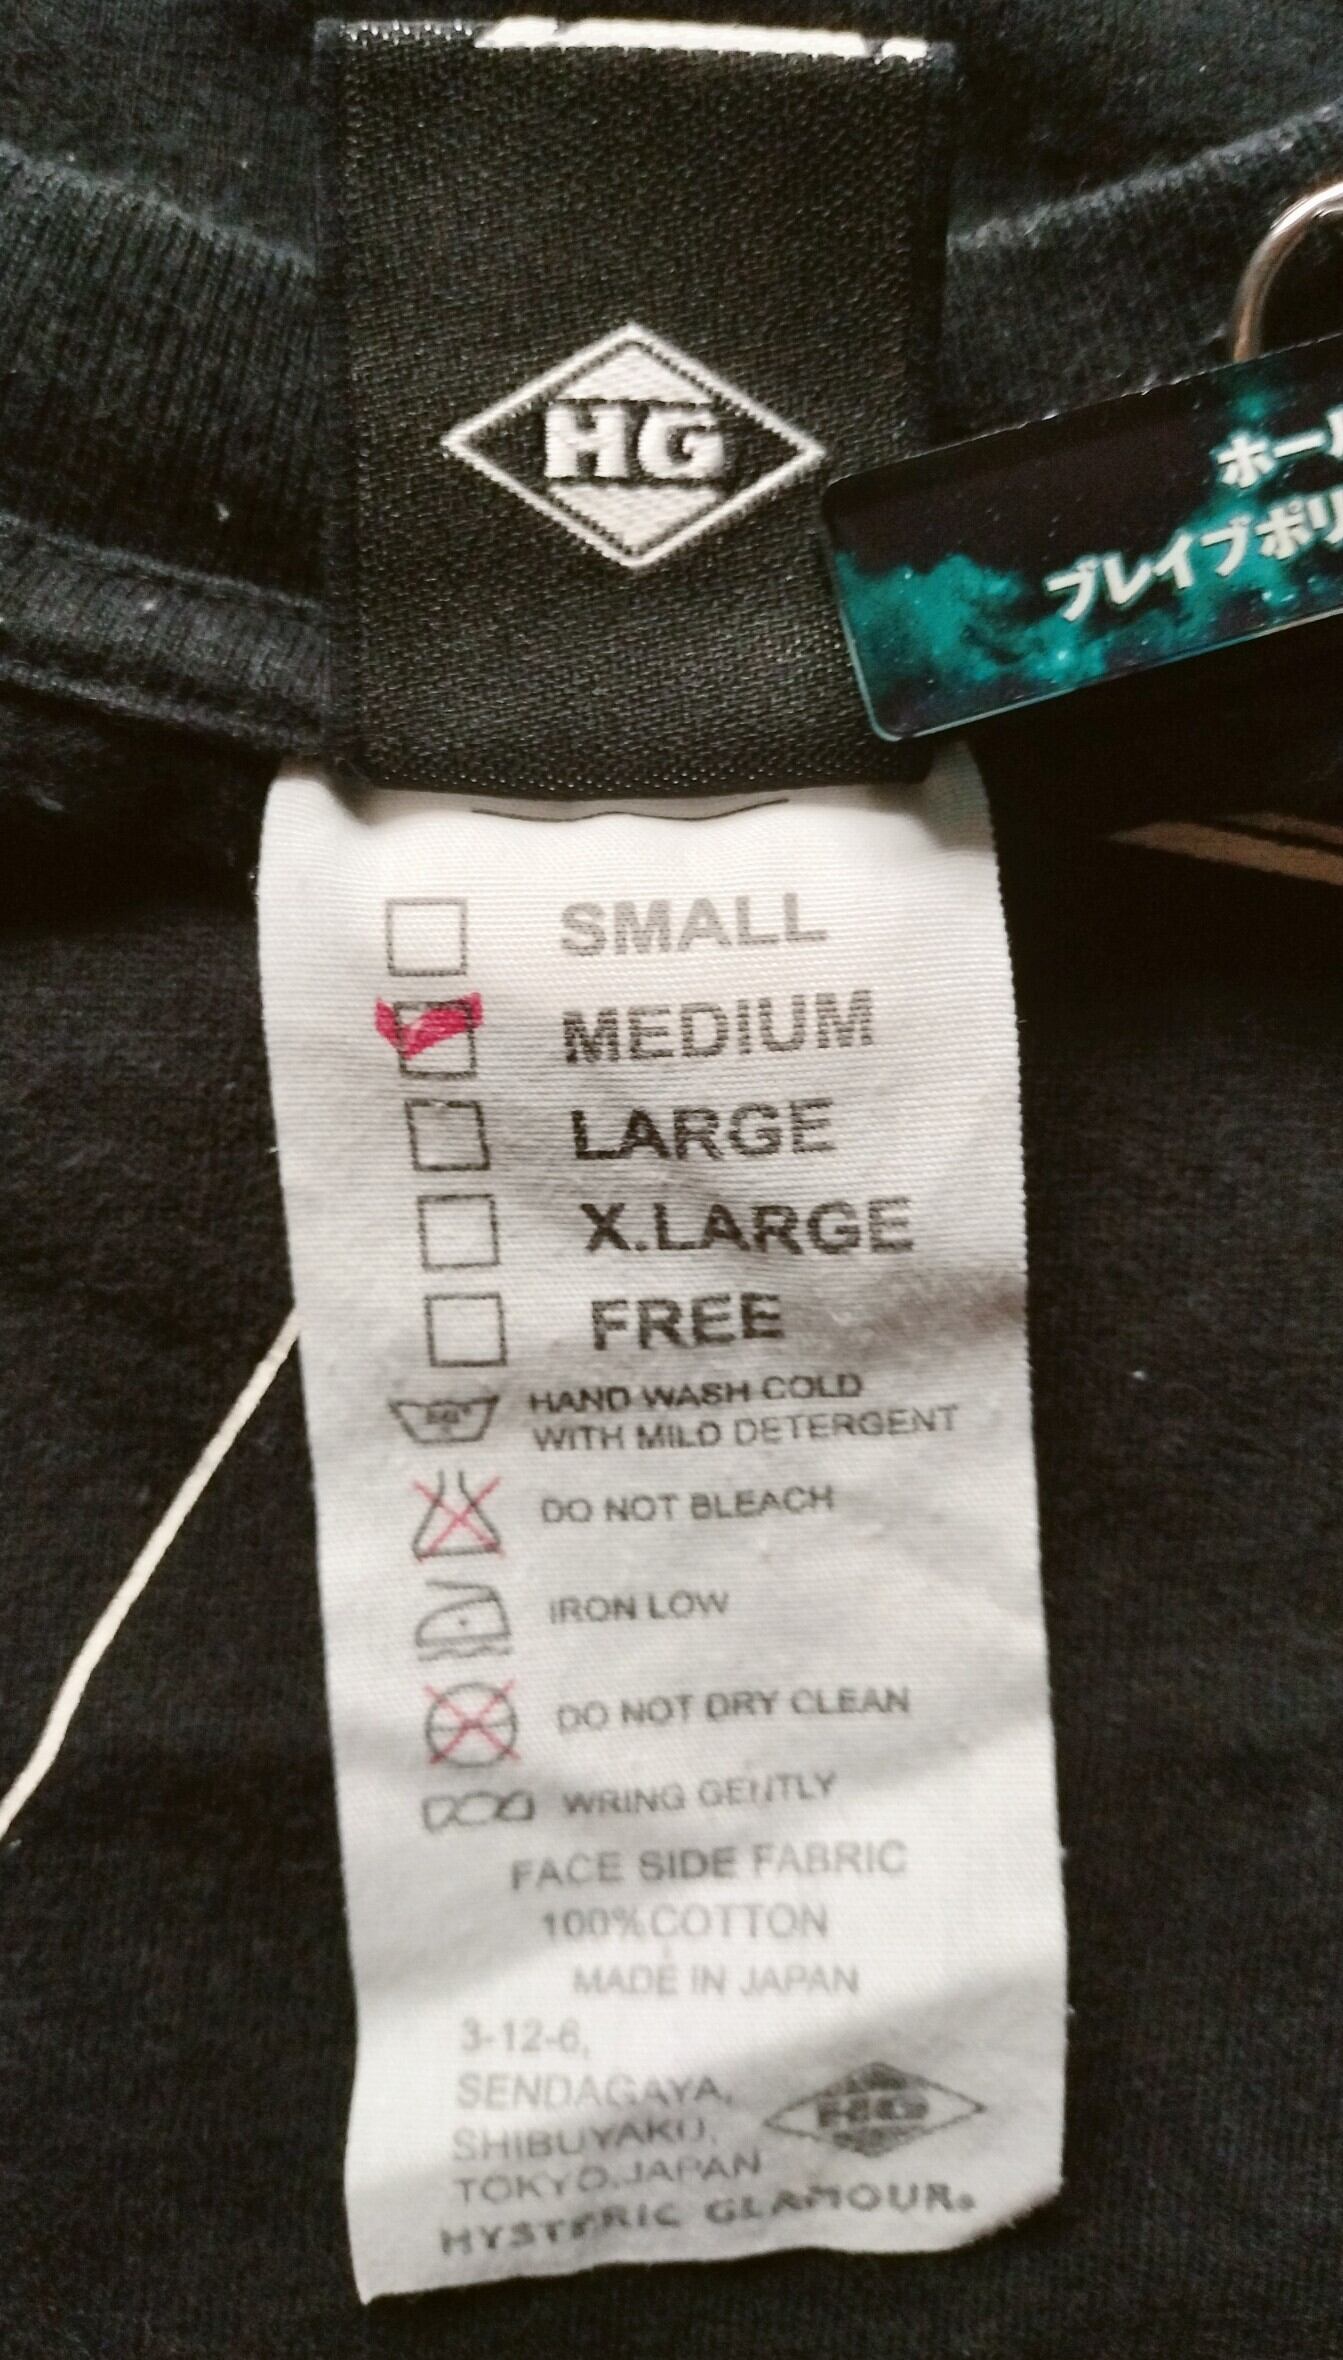 HG
ホー
ブレイブポリ
SMALL
MEDIUM
LARGE
X.LARGE
FREE
HAND WASH COLD
WITH MILD DETERGENT
DO NOT BLEACH
IRON LOW
DO NOT DRY CLEAN
WRING GENTLY
FACE SIDE FABRIC
100%COTTON
MADE IN JAPAN
3-12-6,
SENDAGAYA,
SHIBUYAKU,
TOKYO.JAPAN
HG
HYSTERIC GLAMOUR.